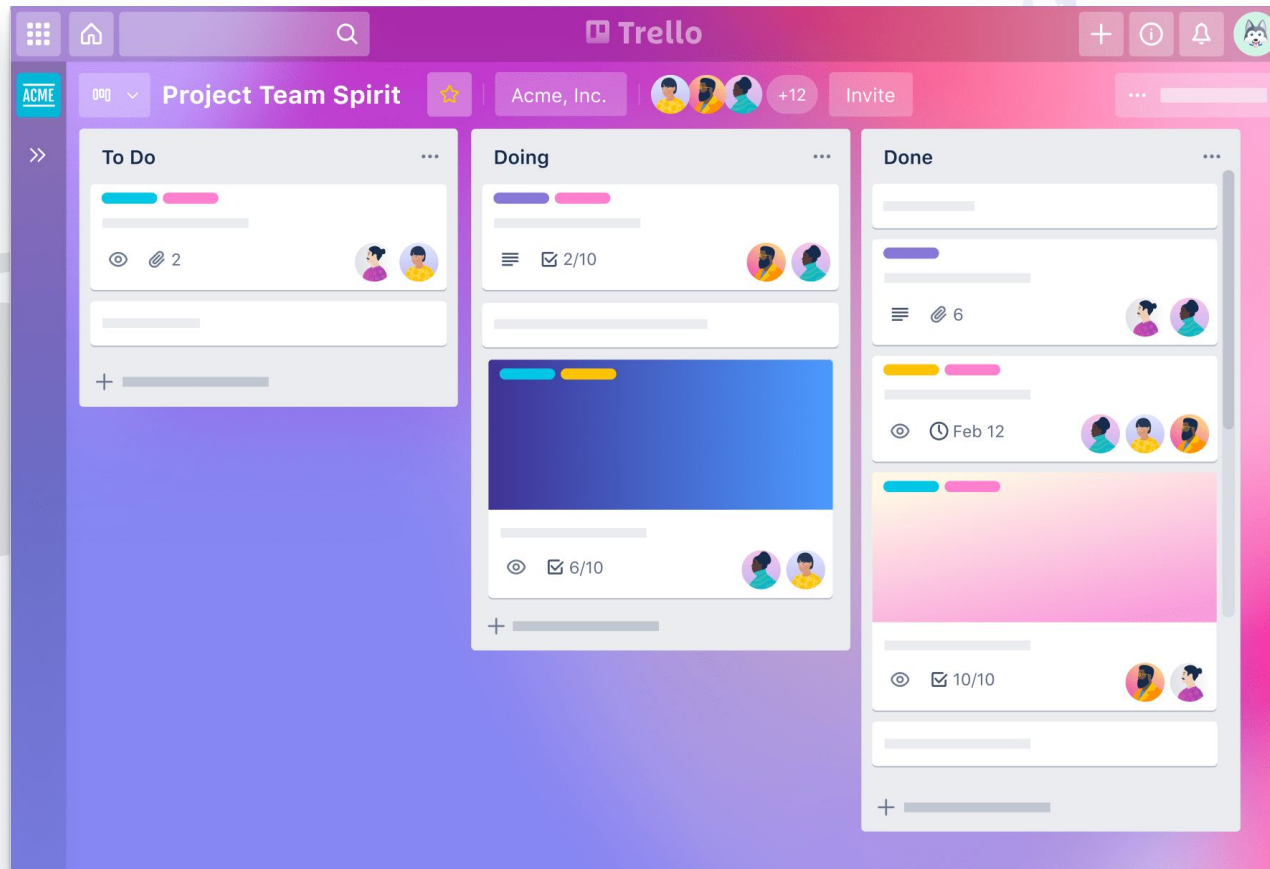 Trello
ACME
Project Team Spirit
Acme, Inc.
+12
Invite
To Do
2
Doing
2/10
6/10
Done
6
Feb 12
10/10